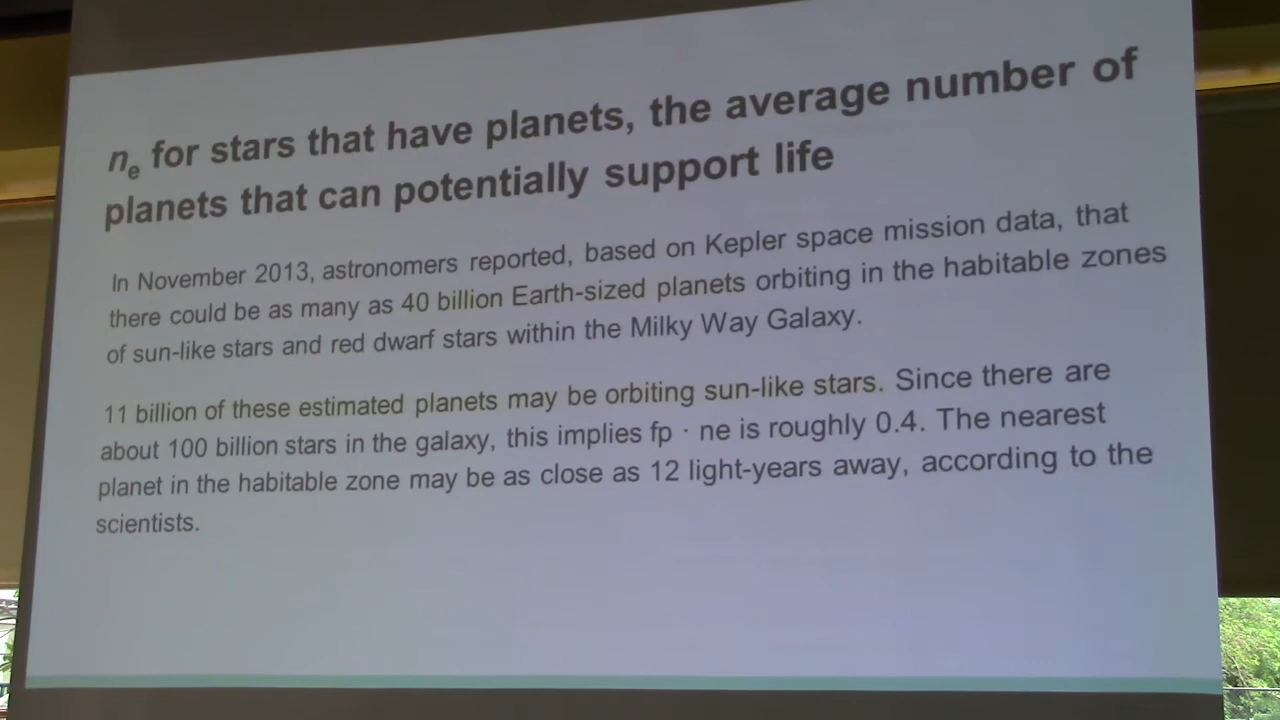 ne for stars that have planets, the average number of
planets that can potentially support life
In November 2013, astronomers reported, based on Kepler space mission data, that
there could be as many as 40 billion Earth-sized planets orbiting in the habitable zones
of sun-like stars and red dwarf stars within the Milky Way Galaxy.
11 billion of these estimated planets may be orbiting sun-like stars. Since there are
about 100 billion stars in the galaxy, this implies fp · ne is roughly 0.4. The nearest
planet in the habitable zone may be as close as 12 light-years away, according to the
scientists.